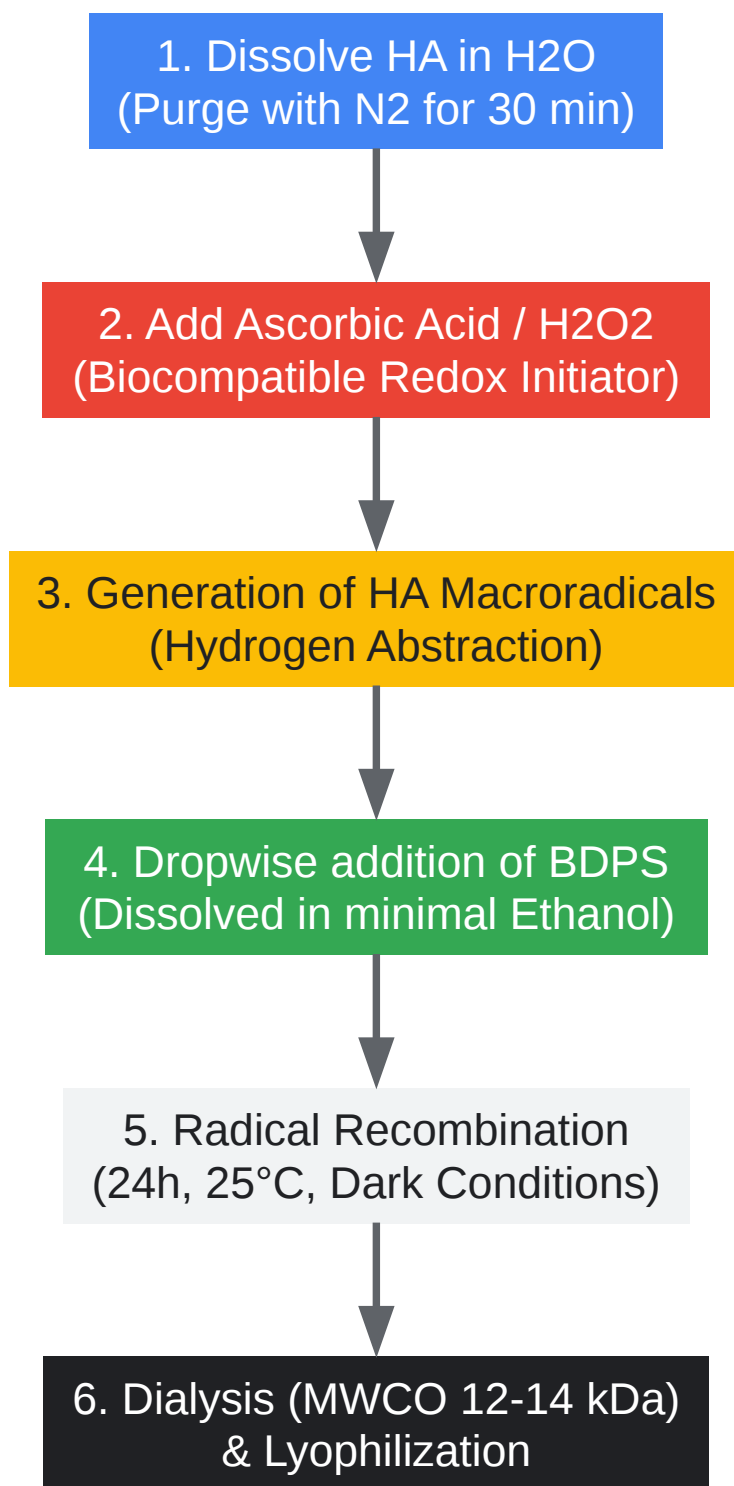 1. Dissolve HA in H2O
(Purge with N2 for 30 min)
2. Add Ascorbic Acid / H2O2
(Biocompatible Redox Initiator)
3. Generation of HA Macroradicals
(Hydrogen Abstraction)
4. Dropwise addition of BDPS
(Dissolved in minimal Ethanol)
5. Radical Recombination
(24h, 25°C, Dark Conditions)
6. Dialysis (MWCO 12-14 kDa)
& Lyophilization